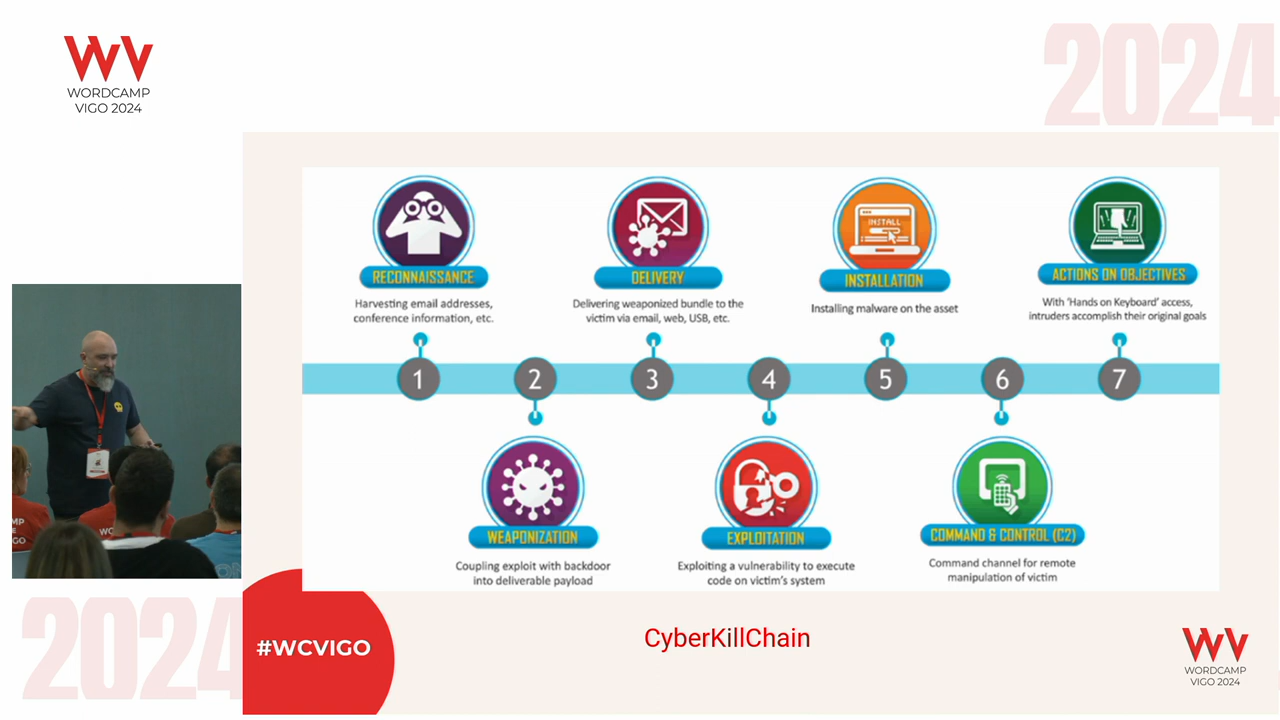 WORDCAMP
VIGO 2024
2024
RECONNAISSANCE
Harvesting email addresses,
conference information, etc.
DELIVERY
Delivering weaponized bundle to the
victim via email, web, USB, etc.
INSTALL
INSTALLATION
Installing malware on the asset
ACTIONS ON OBJECTIVES
With 'Hands on Keyboard' access,
intruders accomplish their original goals
1
2
3
4
5
6
7
WEAPONIZATION
Coupling exploit with backdoor
into deliverable payload
EXPLOITATION
Exploiting a vulnerability to execute
code on victim's system
COMMAND & CONTROL (C2)
Command channel for remote
manipulation of victim
2024
#WCVIGO
CyberKillChain
WORDCAMP
VIGO 2024